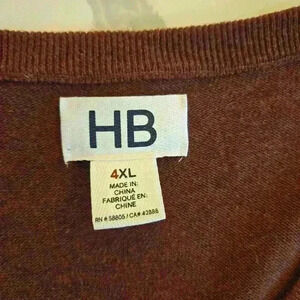 HB
4XL
MADE IN:
CHINA
FABRIQUÉ EN:
CHINE
RN # 58805 / CA# 42888